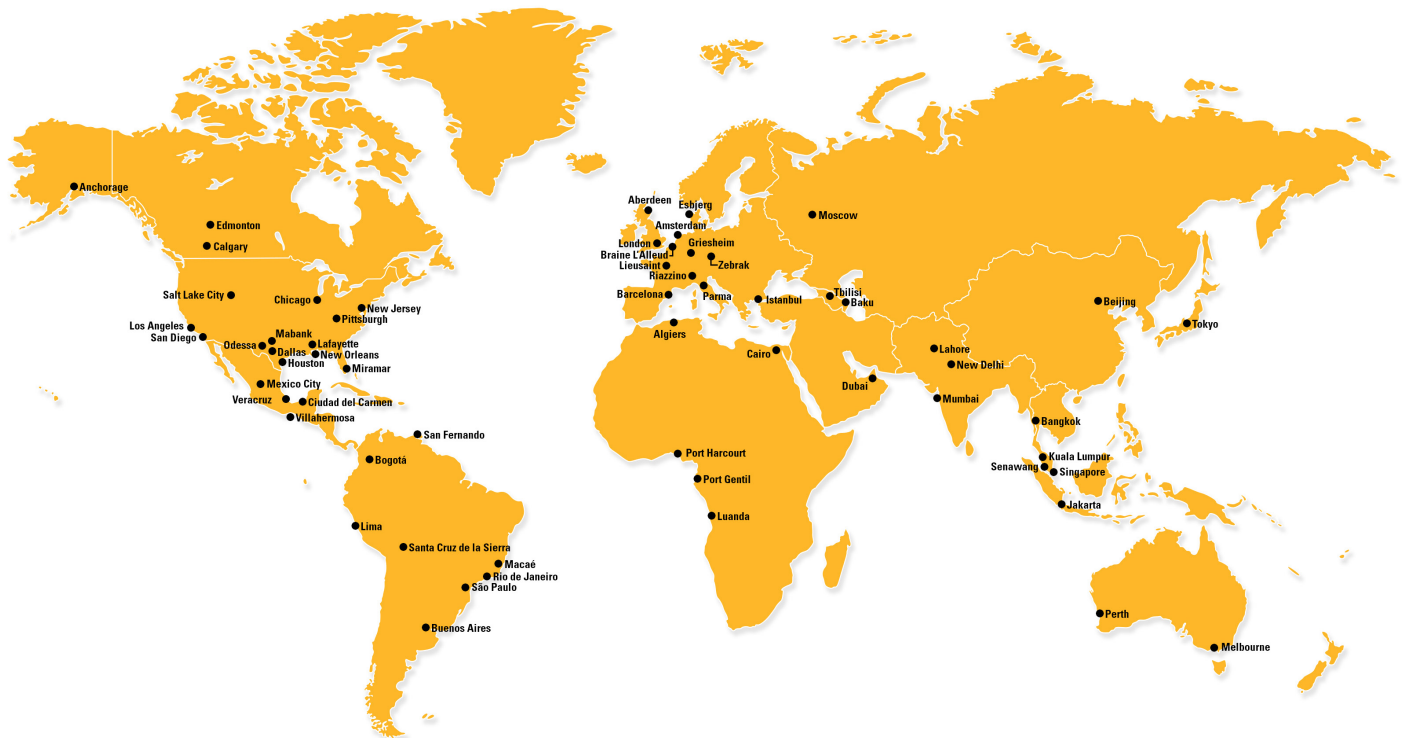 Anchorage
Edmonton
Calgary
Salt Lake City
Chicago
New Jersey
Pittsburgh
Los Angeles
San Diego
Mabank
Odessa
Dallas
Lafayette
New Orleans
Houston
Miramar
Mexico City
Veracruz
Ciudad del Carmen
Villahermosa
San Fernando
Bogotá
Lima
Santa Cruz de la Sierra
Macaé
Rio de Janeiro
São Paulo
Buenos Aires
Aberdeen
Esbjerg
Amsterdam
London
Griesheim
Braine L'Alleud
Lieusaint
Zebrak
Riazzino
Barcelona
Parma
Istanbul
Tbilisi
Baku
Moscow
Algiers
Cairo
Dubai
Port Harcourt
Port Gentil
Luanda
Beijing
Tokyo
Lahore
New Delhi
Mumbai
Bangkok
Kuala Lumpur
Senawang
Singapore
Jakarta
Perth
Melbourne